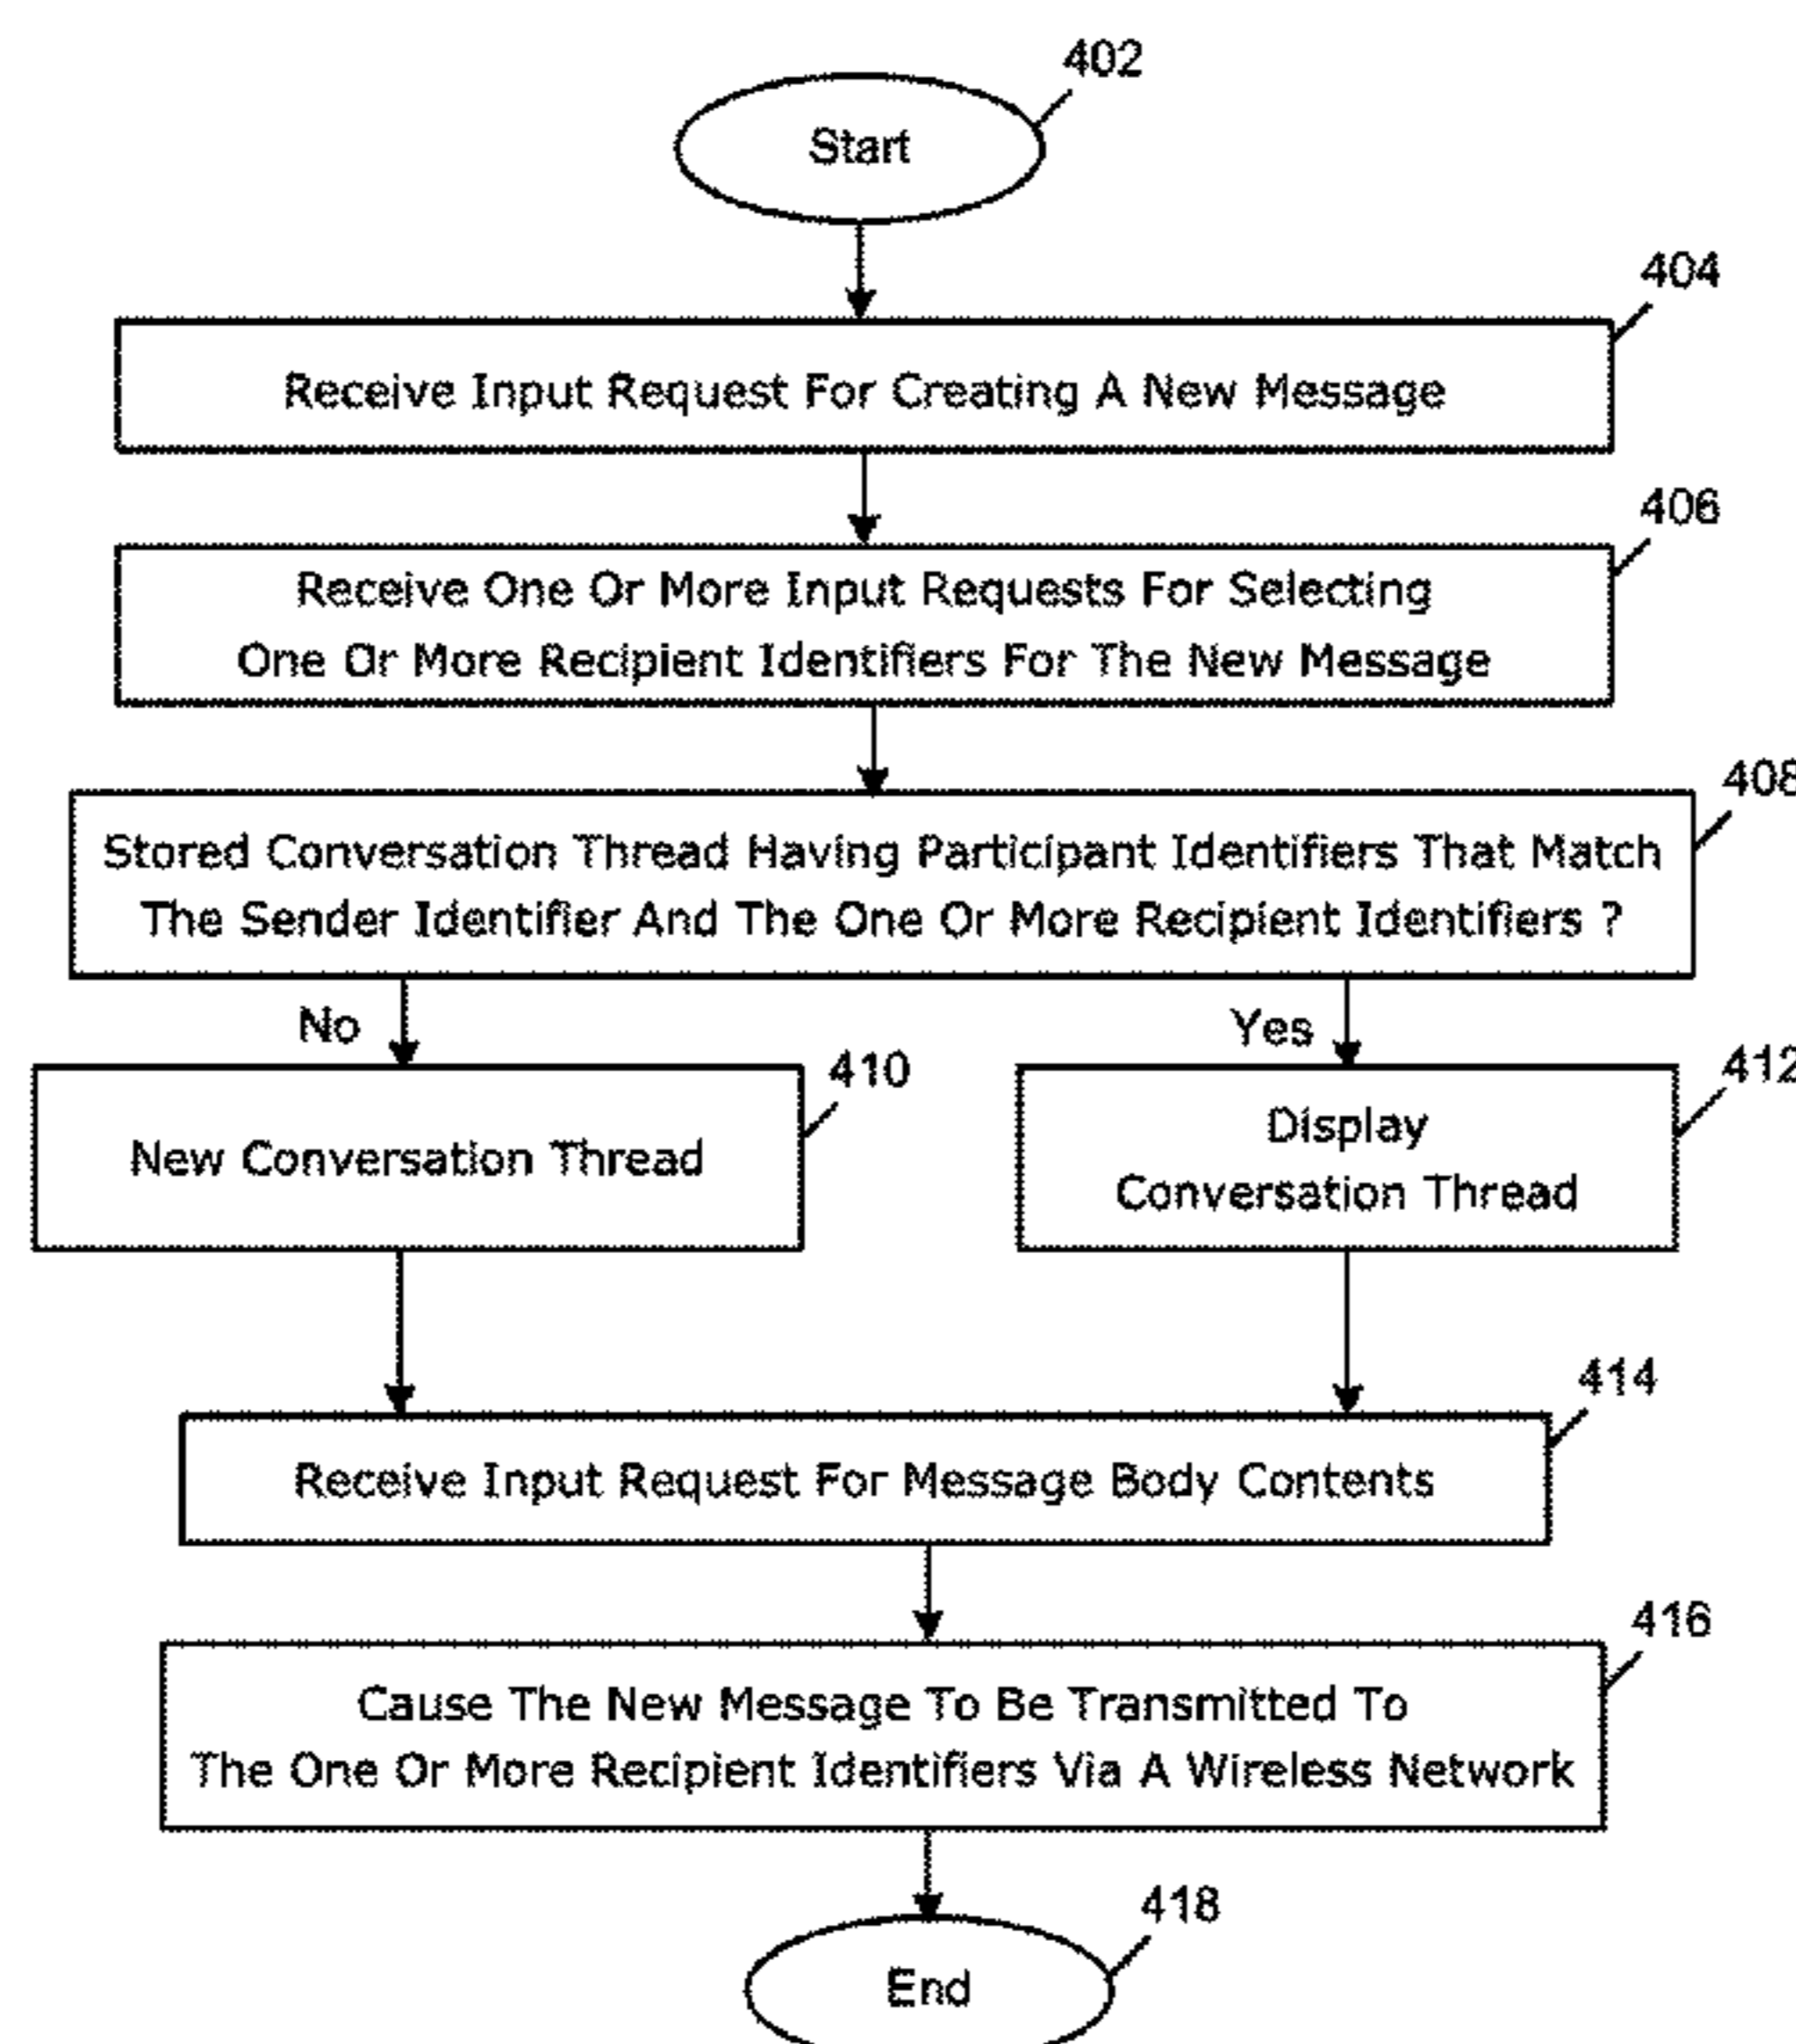 402
Start
404
Receive Input Request For Creating A New Message
406
Receive One Or More Input Requests For Selecting
One Or More Recipient Identifiers For The New Message
408
Stored Conversation Thread Having Participant Identifiers That Match
The Sender Identifier And The One Or More Recipient Identifiers ?
No
Yes
410
412
New Conversation Thread
Display
Conversation Thread
414
Receive Input Request For Message Body Contents
416
Cause The New Message To Be Transmitted To
The One Or More Recipient Identifiers Via A Wireless Network
418
End